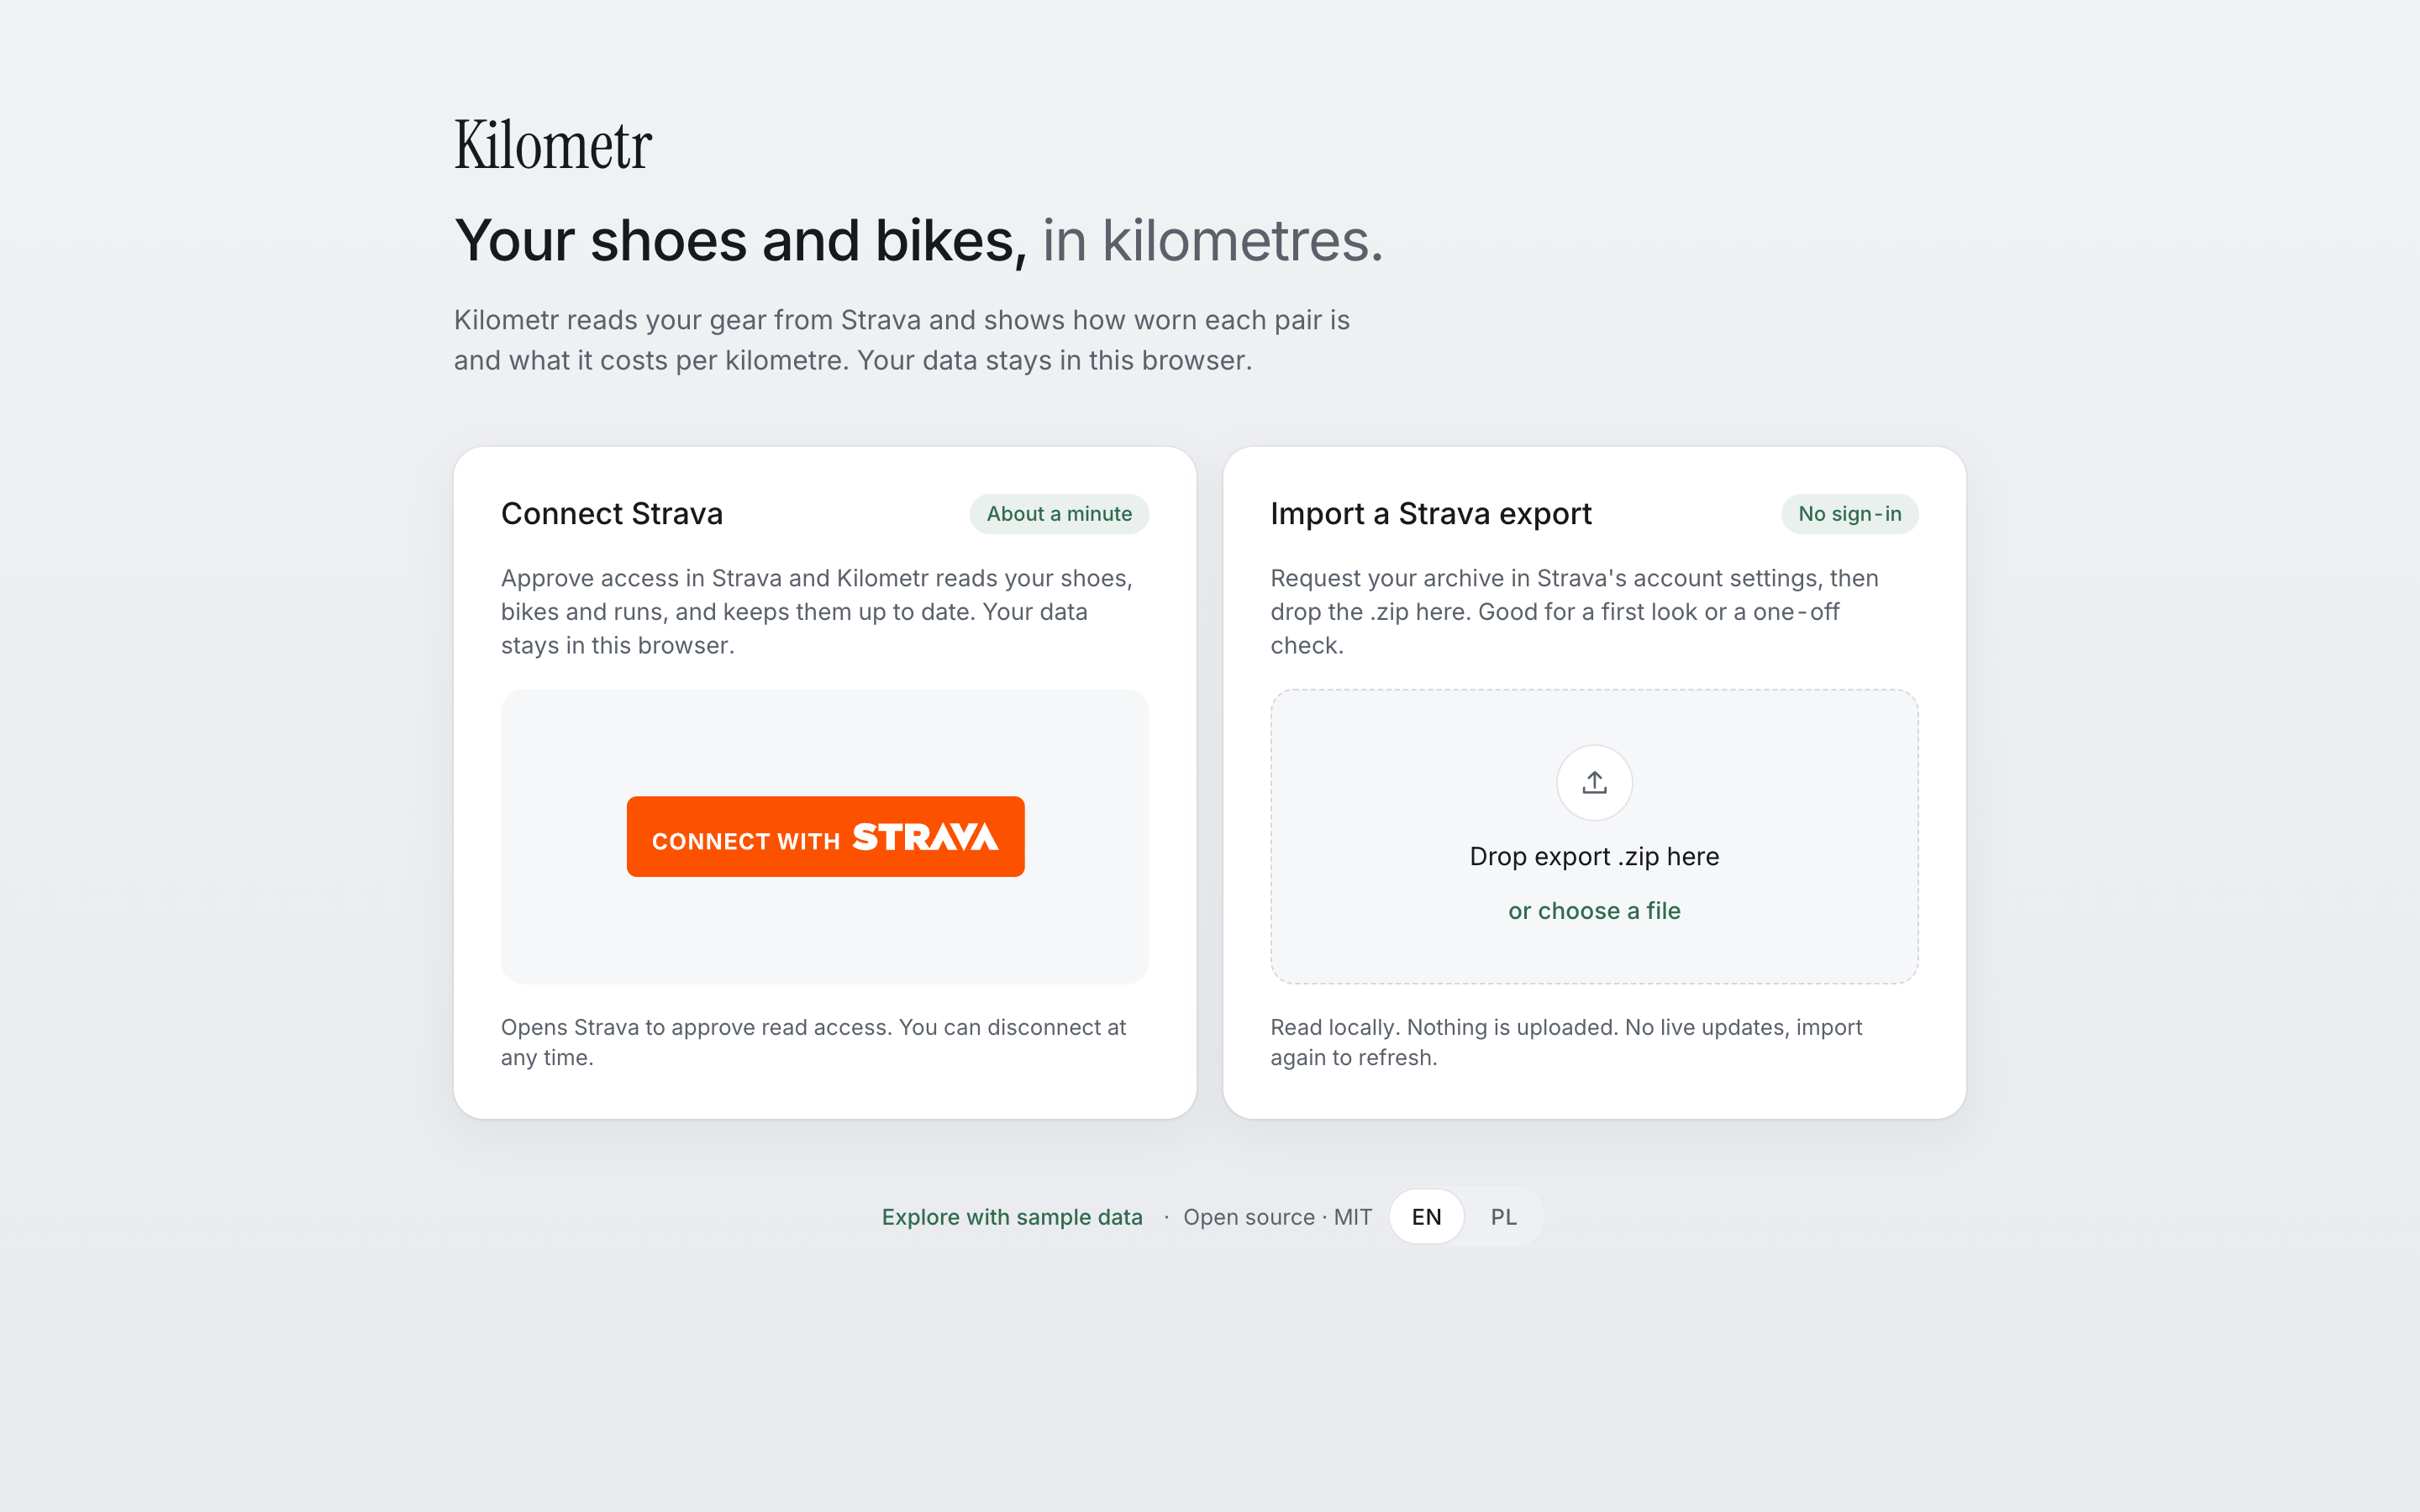 Kilometr
Your shoes and bikes, in kilometres.
Kilometr reads your gear from Strava and shows how worn each pair is
and what it costs per kilometre. Your data stays in this browser.
Connect Strava
About a minute
Approve access in Strava and Kilometr reads your shoes,
bikes and runs, and keeps them up to date. Your data
stays in this browser.
CONNECT WITH STRAVA
Opens Strava to approve read access. You can disconnect at
any time.
Import a Strava export
No sign-in
Request your archive in Strava's account settings, then
drop the .zip here. Good for a first look or a one-off
check.
Drop export .zip here
or choose a file
Read locally. Nothing is uploaded. No live updates, import
again to refresh.
Explore with sample data · Open source · MIT EN PL